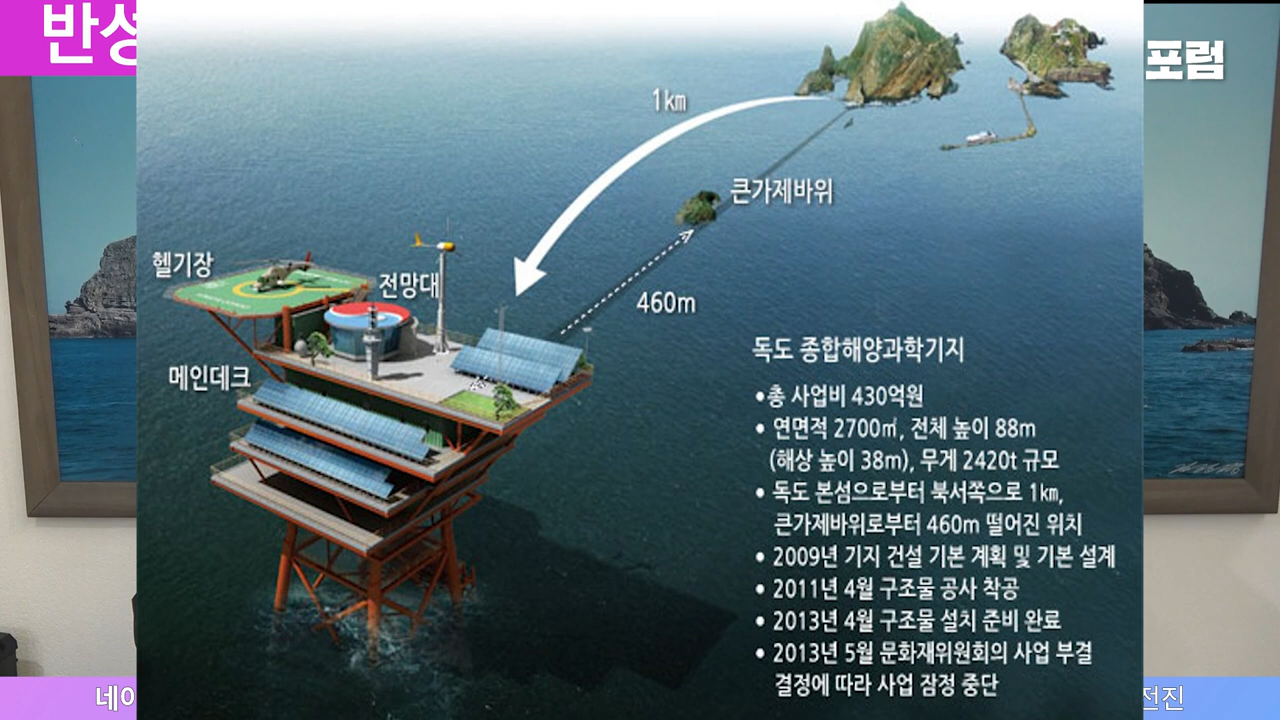 반성
포럼
1㎞
큰가제바위
헬기장
전망대
460m
메인데크
독도 종합해양과학기지
•총 사업비 430억원
• 연면적 2700㎡, 전체 높이 88m
(해상 높이 38m), 무게 2420t 규모
• 독도 본섬으로부터 북서쪽으로 1㎞,
큰가제바위로부터 460m 떨어진 위치
• 2009년 기지 건설 기본 계획 및 기본 설계
• 2011년 4월 구조물 공사 착공
• 2013년 4월 구조물 설치 준비 완료
• 2013년 5월 문화재위원회의 사업 부결
결정에 따라 사업 잠정 중단
네이
전진